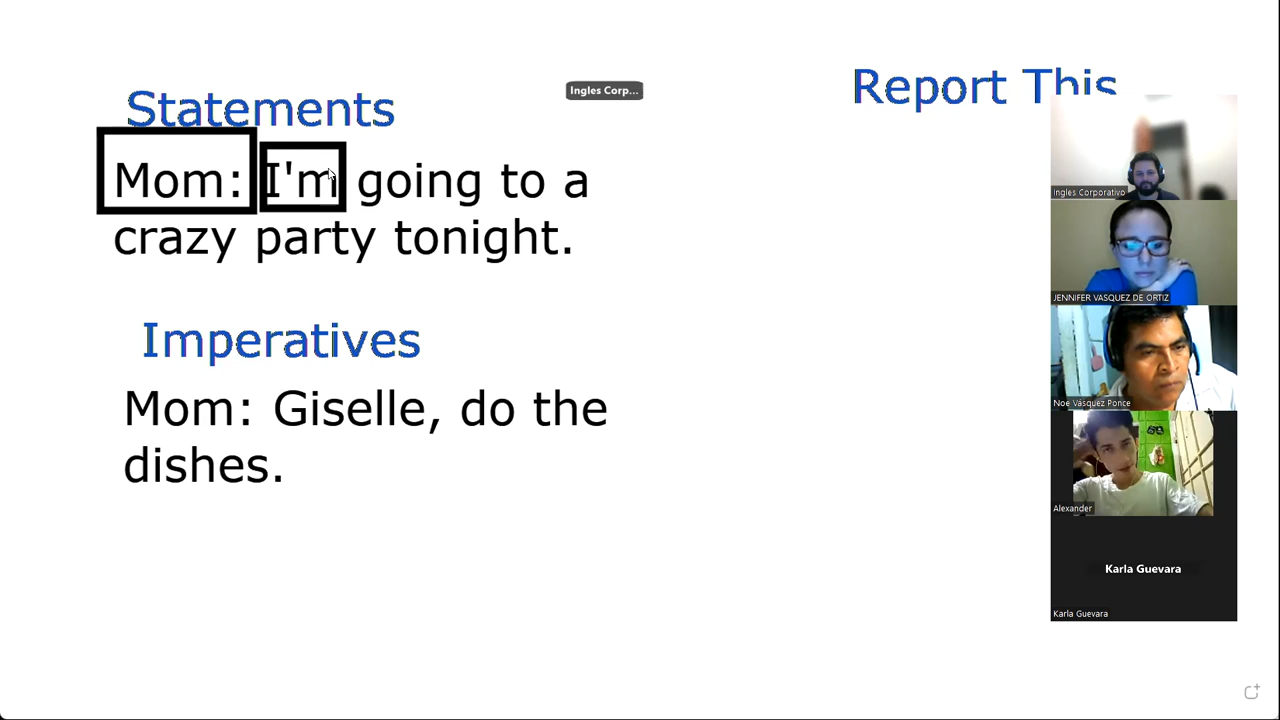 Statements
Mom: I'm going to a
crazy party tonight.
Imperatives
Mom: Giselle, do the
dishes.
Ingles Corp...
Report This
Ingles Corporativo
JENNIFER VASQUEZ DE ORTIZ
Noe Vásquez Ponce
Alexander
Karla Guevara
Karla Guevara